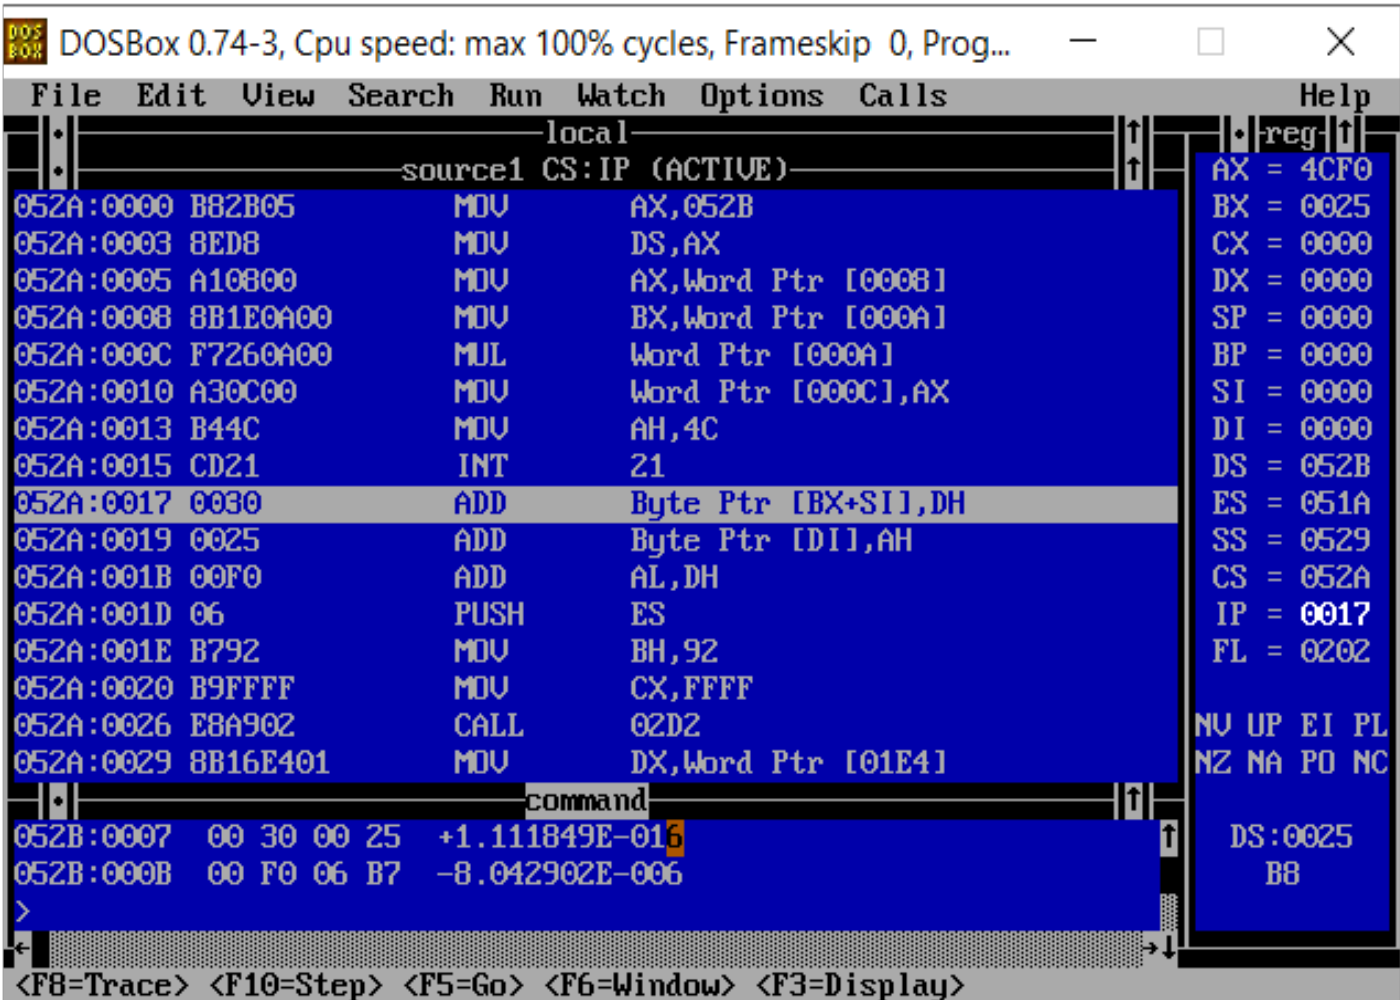 DOS BOX DOSBox 0.74-3, Cpu speed: max 100% cycles, Frameskip 0, Prog...
File Edit View Search Run Watch Options Calls Help
local reg
source1 CS:IP (ACTIVE) AX = 4CF0
052A:0000 B82B05 MOV AX,052B BX = 0025
052A:0003 8ED8 MOV DS,AX CX = 0000
052A:0005 A10800 MOV AX,Word Ptr [0008] DX = 0000
052A:0008 8B1E0A00 MOV BX,Word Ptr [000A] SP = 0000
052A:000C F7260A00 MUL Word Ptr [000A] BP = 0000
052A:0010 A30C00 MOV Word Ptr [000C],AX SI = 0000
052A:0013 B44C MOV AH,4C DI = 0000
052A:0015 CD21 INT 21 DS = 052B
052A:0017 0030 ADD Byte Ptr [BX+SI],DH ES = 051A
052A:0019 0025 ADD Byte Ptr [DI],AH SS = 0529
052A:001B 00F0 ADD AL,DH CS = 052A
052A:001D 06 PUSH ES IP = 0017
052A:001E B792 MOV BH,92 FL = 0202
052A:0020 B9FFFF MOV CX,FFFF
052A:0026 E8A902 CALL 02D2 NV UP EI PL
052A:0029 8B16E401 MOV DX,Word Ptr [01E4] NZ NA PO NC
command
052B:0007 00 30 00 25 +1.111849E-016 DS:0025
052B:000B 00 F0 06 B7 -8.042902E-006 B8
>
<F8=Trace> <F10=Step> <F5=Go> <F6=Window> <F3=Display>